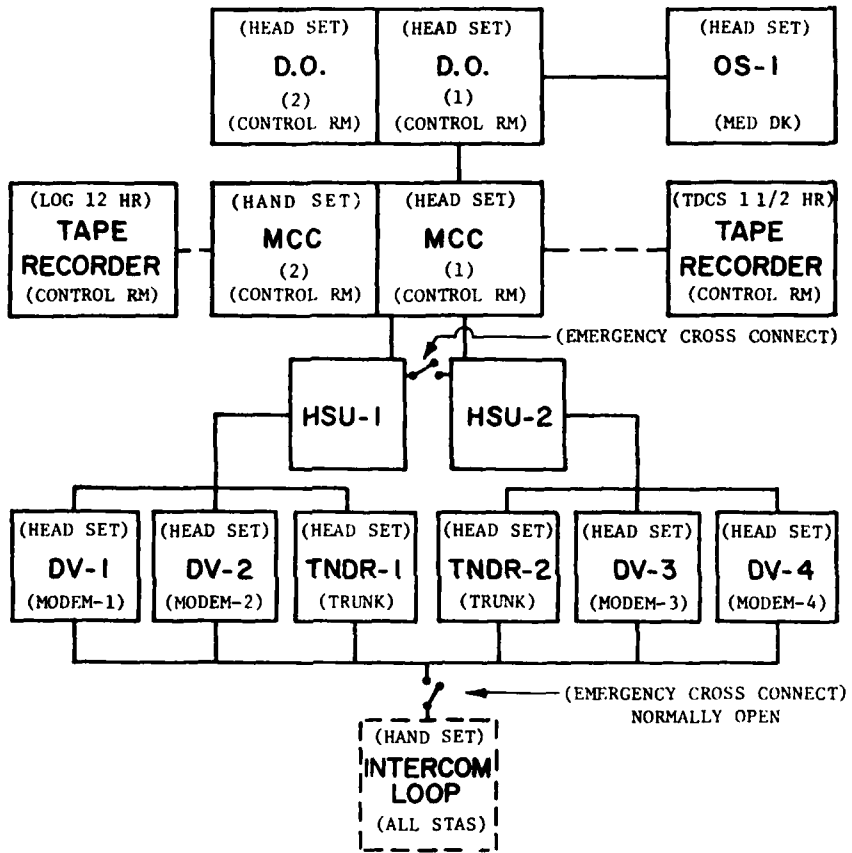 (HEAD SET)
D.O.
(2)
(CONTROL RM)
(HEAD SET)
D.O.
(1)
(CONTROL RM)
(HEAD SET)
OS-1
(MED DK)
(LOG 12 HR)
TAPE
RECORDER
(CONTROL RM)
(HAND SET)
MCC
(2)
(CONTROL RM)
(HEAD SET)
MCC
(1)
(CONTROL RM)
(TDCS 1 1/2 HR)
TAPE
RECORDER
(CONTROL RM)
(EMERGENCY CROSS CONNECT)
HSU-1
HSU-2
(HEAD SET)
DV-1
(MODEM-1)
(HEAD SET)
DV-2
(MODEM-2)
(HEAD SET)
TNDR-1
(TRUNK)
(HEAD SET)
TNDR-2
(TRUNK)
(HEAD SET)
DV-3
(MODEM-3)
(HEAD SET)
DV-4
(MODEM-4)
(EMERGENCY CROSS CONNECT)
NORMALLY OPEN
(HAND SET)
INTERCOM
LOOP
(ALL STAS)